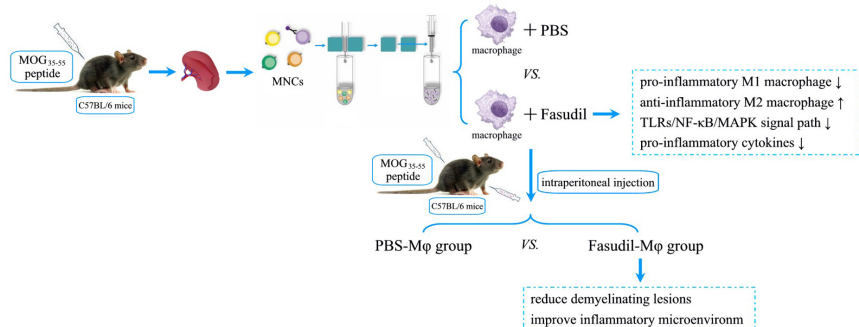 MOG35-55
peptide
C57BL/6 mice
MNCs
macrophage
+ PBS
VS.
macrophage
+ Fasudil
pro-inflammatory M1 macrophage ↓
anti-inflammatory M2 macrophage ↑
TLRs/NF-κB/MAPK signal path ↓
pro-inflammatory cytokines ↓
MOG35-55
peptide
C57BL/6 mice
intraperitoneal injection
PBS-Mφ group
VS.
Fasudil-Mφ group
reduce demyelinating lesions
improve inflammatory microenvironm